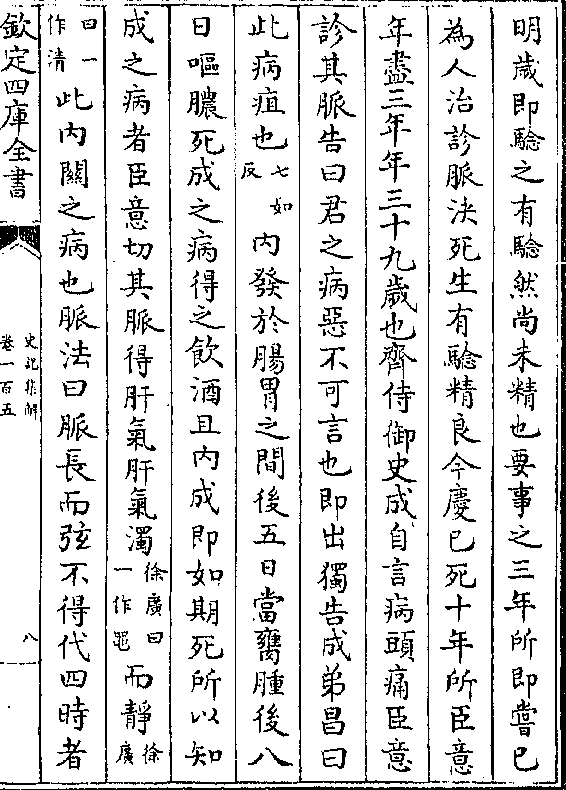 明歲即驗之有驗然尚未精也要事之三年所即嘗已
為人治診脈決死生有驗精良今慶已死十年所臣意
年盡三年年三十九歲也齊侍御史成自言病頭痛臣意
診其脈告曰君之病惡不可言也即出獨告成弟昌曰
此病疽也七如反內發於腸胃之間後五日當臃腫後八
日嘔膿死成之病得之飲酒且內成即如期死所以知
成之病者臣意切其脈得肝氣肝氣濁徐廣曰一作黽而靜徐廣
曰一作清此內關之病也脈法曰脈長而弦不得代四時者
欽定四庫全書
史記集解
卷一百五
八